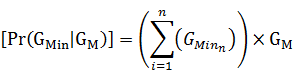 [Pr(G_Min|G_M)] = (∑_{i=1}^{n}(G_{Min_n})) × G_M